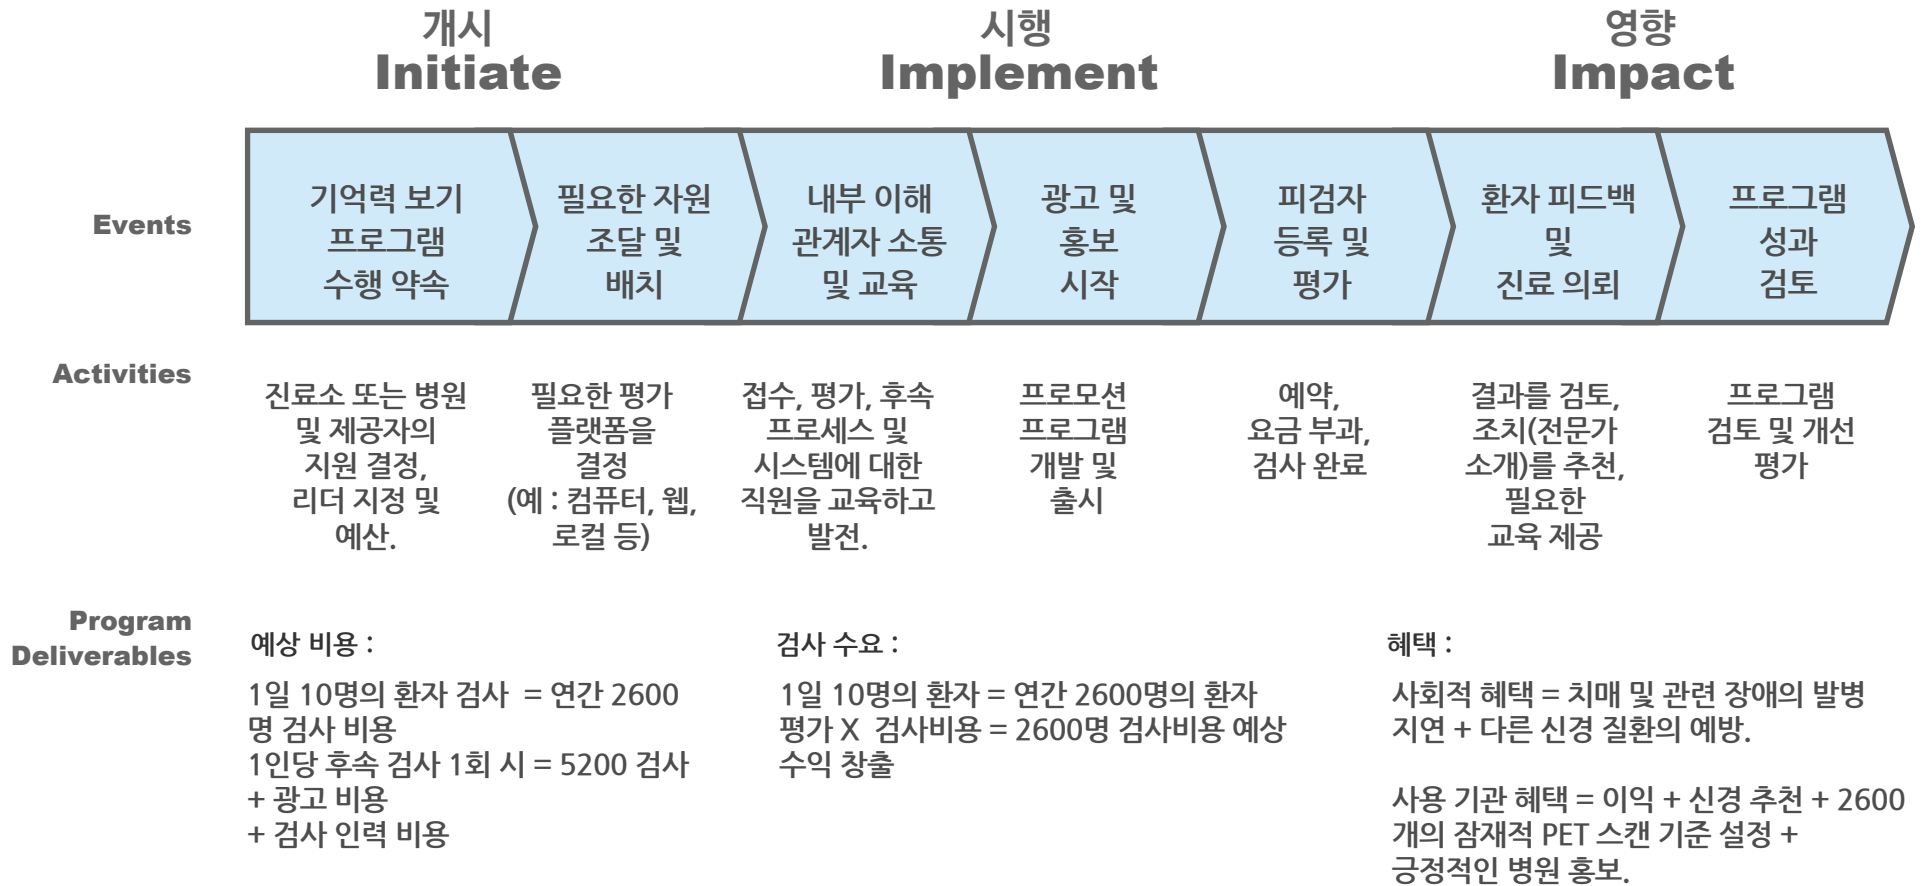 개시
Initiate
시행
Implement
영향
Impact
Events
기억력 보기
프로그램
수행 약속
필요한 자원
조달 및
배치
내부 이해
관계자 소통
및 교육
광고 및
홍보
시작
피검자
등록 및
평가
환자 피드백
및
진료 의뢰
프로그램
성과
검토
Activities
진료소 또는 병원
및 제공자의
지원 결정,
리더 지정 및
예산.
필요한 평가
플랫폼을
결정
(예 : 컴퓨터, 웹,
로컬 등)
접수, 평가, 후속
프로세스 및
시스템에 대한
직원을 교육하고
발전.
프로모션
프로그램
개발 및
출시
예약,
요금 부과,
검사 완료
결과를 검토,
조치(전문가
소개)를 추천,
필요한
교육 제공
프로그램
검토 및 개선
평가
Program
Deliverables
예상 비용 :
1일 10명의 환자 검사 = 연간 2600
명 검사 비용
1인당 후속 검사 1회 시 = 5200 검사
+ 광고 비용
+ 검사 인력 비용
검사 수요 :
1일 10명의 환자 = 연간 2600명의 환자
평가 X 검사비용 = 2600명 검사비용 예상
수익 창출
혜택 :
사회적 혜택 = 치매 및 관련 장애의 발병
지연 + 다른 신경 질환의 예방.
사용 기관 혜택 = 이익 + 신경 추천 + 2600
개의 잠재적 PET 스캔 기준 설정 +
긍정적인 병원 홍보.